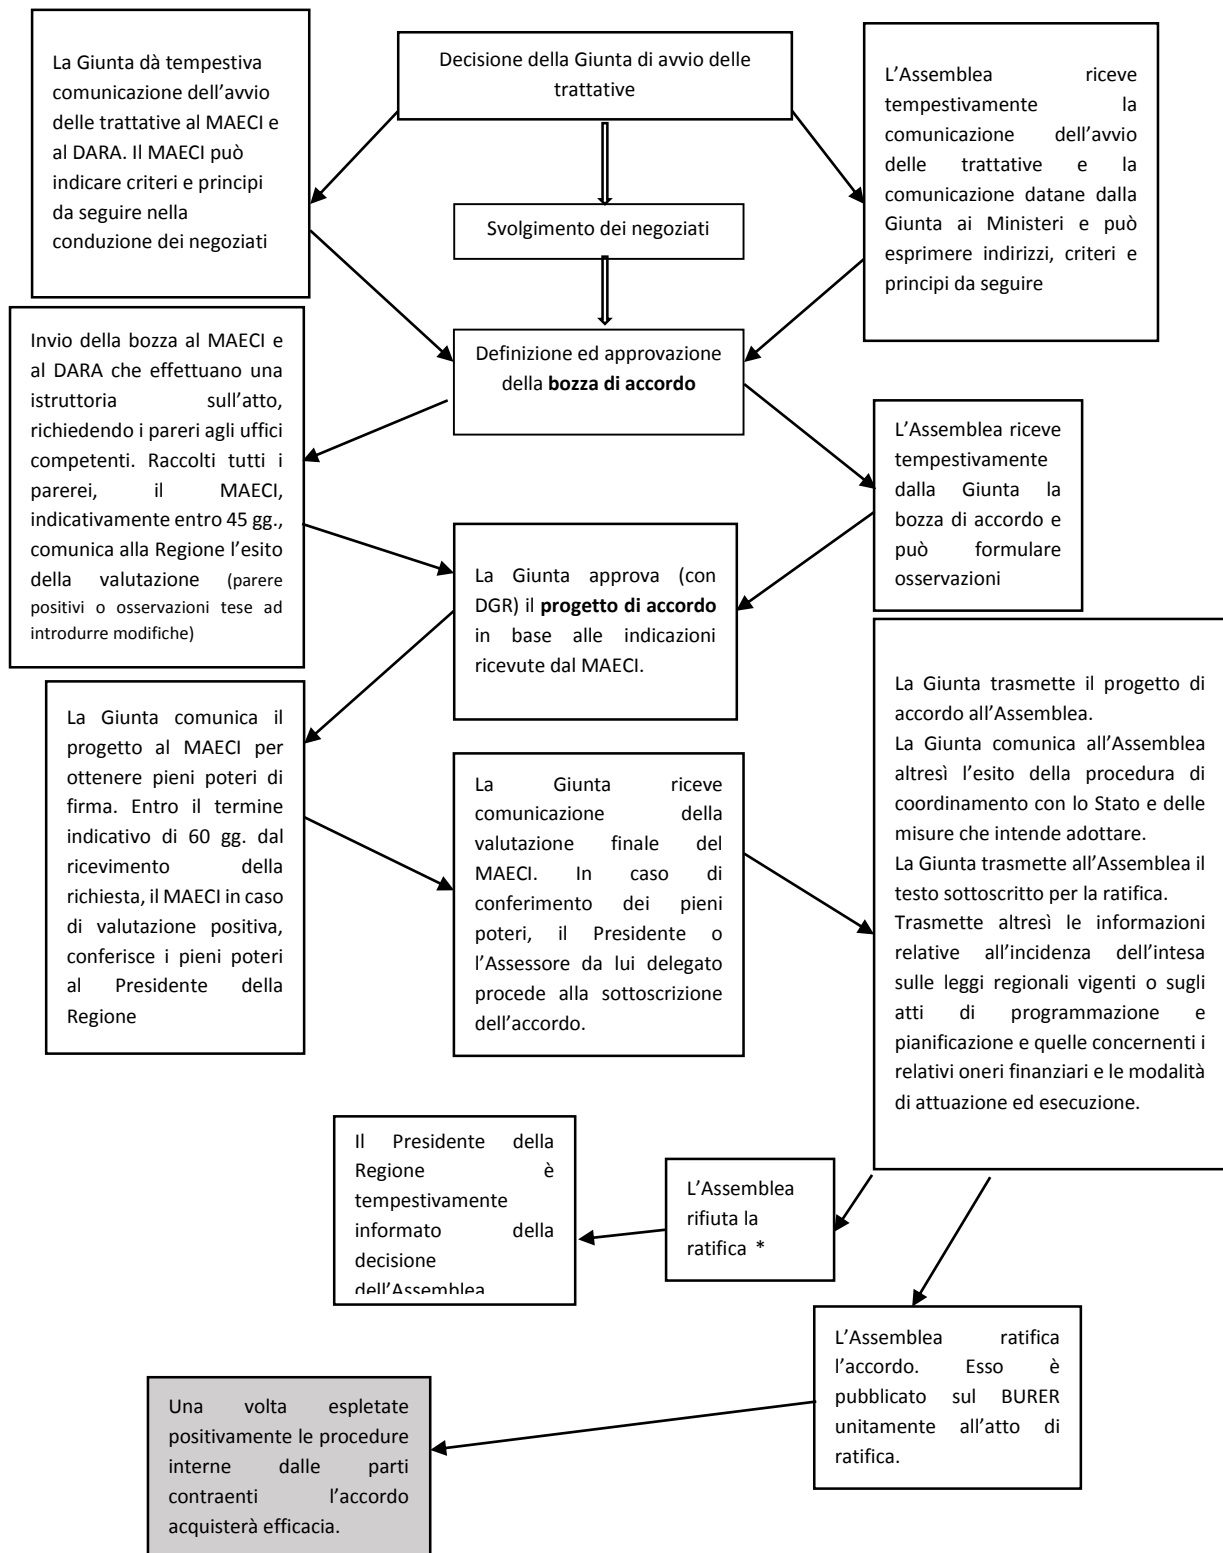 La Giunta dà tempestiva
comunicazione dell'avvio
delle trattative al MAECI e
al DARA. Il MAECI può
indicare criteri e principi
da seguire nella
conduzione dei negoziati
Decisione della Giunta di avvio delle
trattative
L'Assemblea riceve
tempestivamente la
comunicazione dell'avvio
delle trattative e la
comunicazione datane dalla
Giunta ai Ministeri e può
esprimere indirizzi, criteri e
principi da seguire
Svolgimento dei negoziati
Invio della bozza al MAECI e
al DARA che effettuano una
istruttoria sull'atto,
richiedendo i pareri agli uffici
competenti. Raccolti tutti i
parerei, il MAECI,
indicativamente entro 45 gg.,
comunica alla Regione l'esito
della valutazione (parere
positivi o osservazioni tese ad
introdurre modifiche)
Definizione ed approvazione
della bozza di accordo
L'Assemblea riceve
tempestivamente
dalla Giunta la
bozza di accordo e
può formulare
osservazioni
La Giunta approva (con
DGR) il progetto di accordo
in base alle indicazioni
ricevute dal MAECI.
La Giunta comunica il
progetto al MAECI per
ottenere pieni poteri di
firma. Entro il termine
indicativo di 60 gg. dal
ricevimento della
richiesta, il MAECI in caso
di valutazione positiva,
conferisce i pieni poteri
al Presidente della
Regione
La Giunta riceve
comunicazione della
valutazione finale del
MAECI. In caso di
conferimento dei pieni
poteri, il Presidente o
l'Assessore da lui delegato
procede alla sottoscrizione
dell'accordo.
La Giunta trasmette il progetto di
accordo all'Assemblea.
La Giunta comunica all'Assemblea
altresì l'esito della procedura di
coordinamento con lo Stato e delle
misure che intende adottare.
La Giunta trasmette all'Assemblea il
testo sottoscritto per la ratifica.
Trasmette altresì le informazioni
relative all'incidenza dell'intesa
sulle leggi regionali vigenti o sugli
atti di programmazione e
pianificazione e quelle concernenti i
relativi oneri finanziari e le modalità
di attuazione ed esecuzione.
Il Presidente della
Regione è
tempestivamente
informato della
decisione
dell'Assemblea
L'Assemblea
rifiuta la
ratifica *
L'Assemblea ratifica
l'accordo. Esso è
pubblicato sul BURER
unitamente all'atto di
ratifica.
Una volta espletate
positivamente le procedure
interne dalle parti
contraenti l'accordo
acquisterà efficacia.